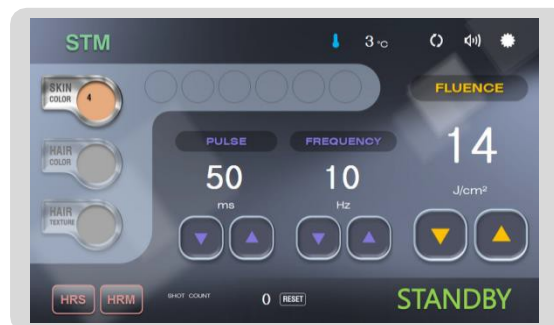 STM
3 °C
SKIN
COLOR
4
FLUENCE
PULSE
FREQUENCY
14
HAIR
COLOR
50
10
J/cm²
ms
Hz
HAIR
TEXTURE
HRS HRM
SHOT COUNT 0 RESET
STANDBY